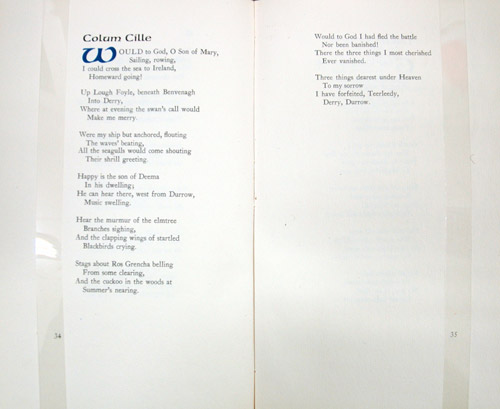 Colum Cille
WOULD to God, O Son of Mary,
Sailing, rowing,
I could cross the sea to Ireland,
Homeward going!
Up Lough Foyle, beneath Benvenagh
Into Derry,
Where at evening the swan's call would
Make me merry.
Were my ship but anchored, flouting
The waves' beating,
All the seagulls would come shouting
Their shrill greeting.
Happy is the son of Deema
In his dwelling;
He can hear there, west from Durrow,
Music swelling.
Hear the murmur of the elmtree
Branches sighing,
And the clapping wings of startled
Blackbirds crying.
Stags about Ros Grencha belling
From some clearing,
And the cuckoo in the woods at
Summer's nearing.
34
Would to God I had fled the battle
Nor been banished!
There the three things I most cherished
Ever vanished.
Three things dearest under Heaven
To my sorrow
I have forfeited, Teerleedy,
Derry, Durrow.
35